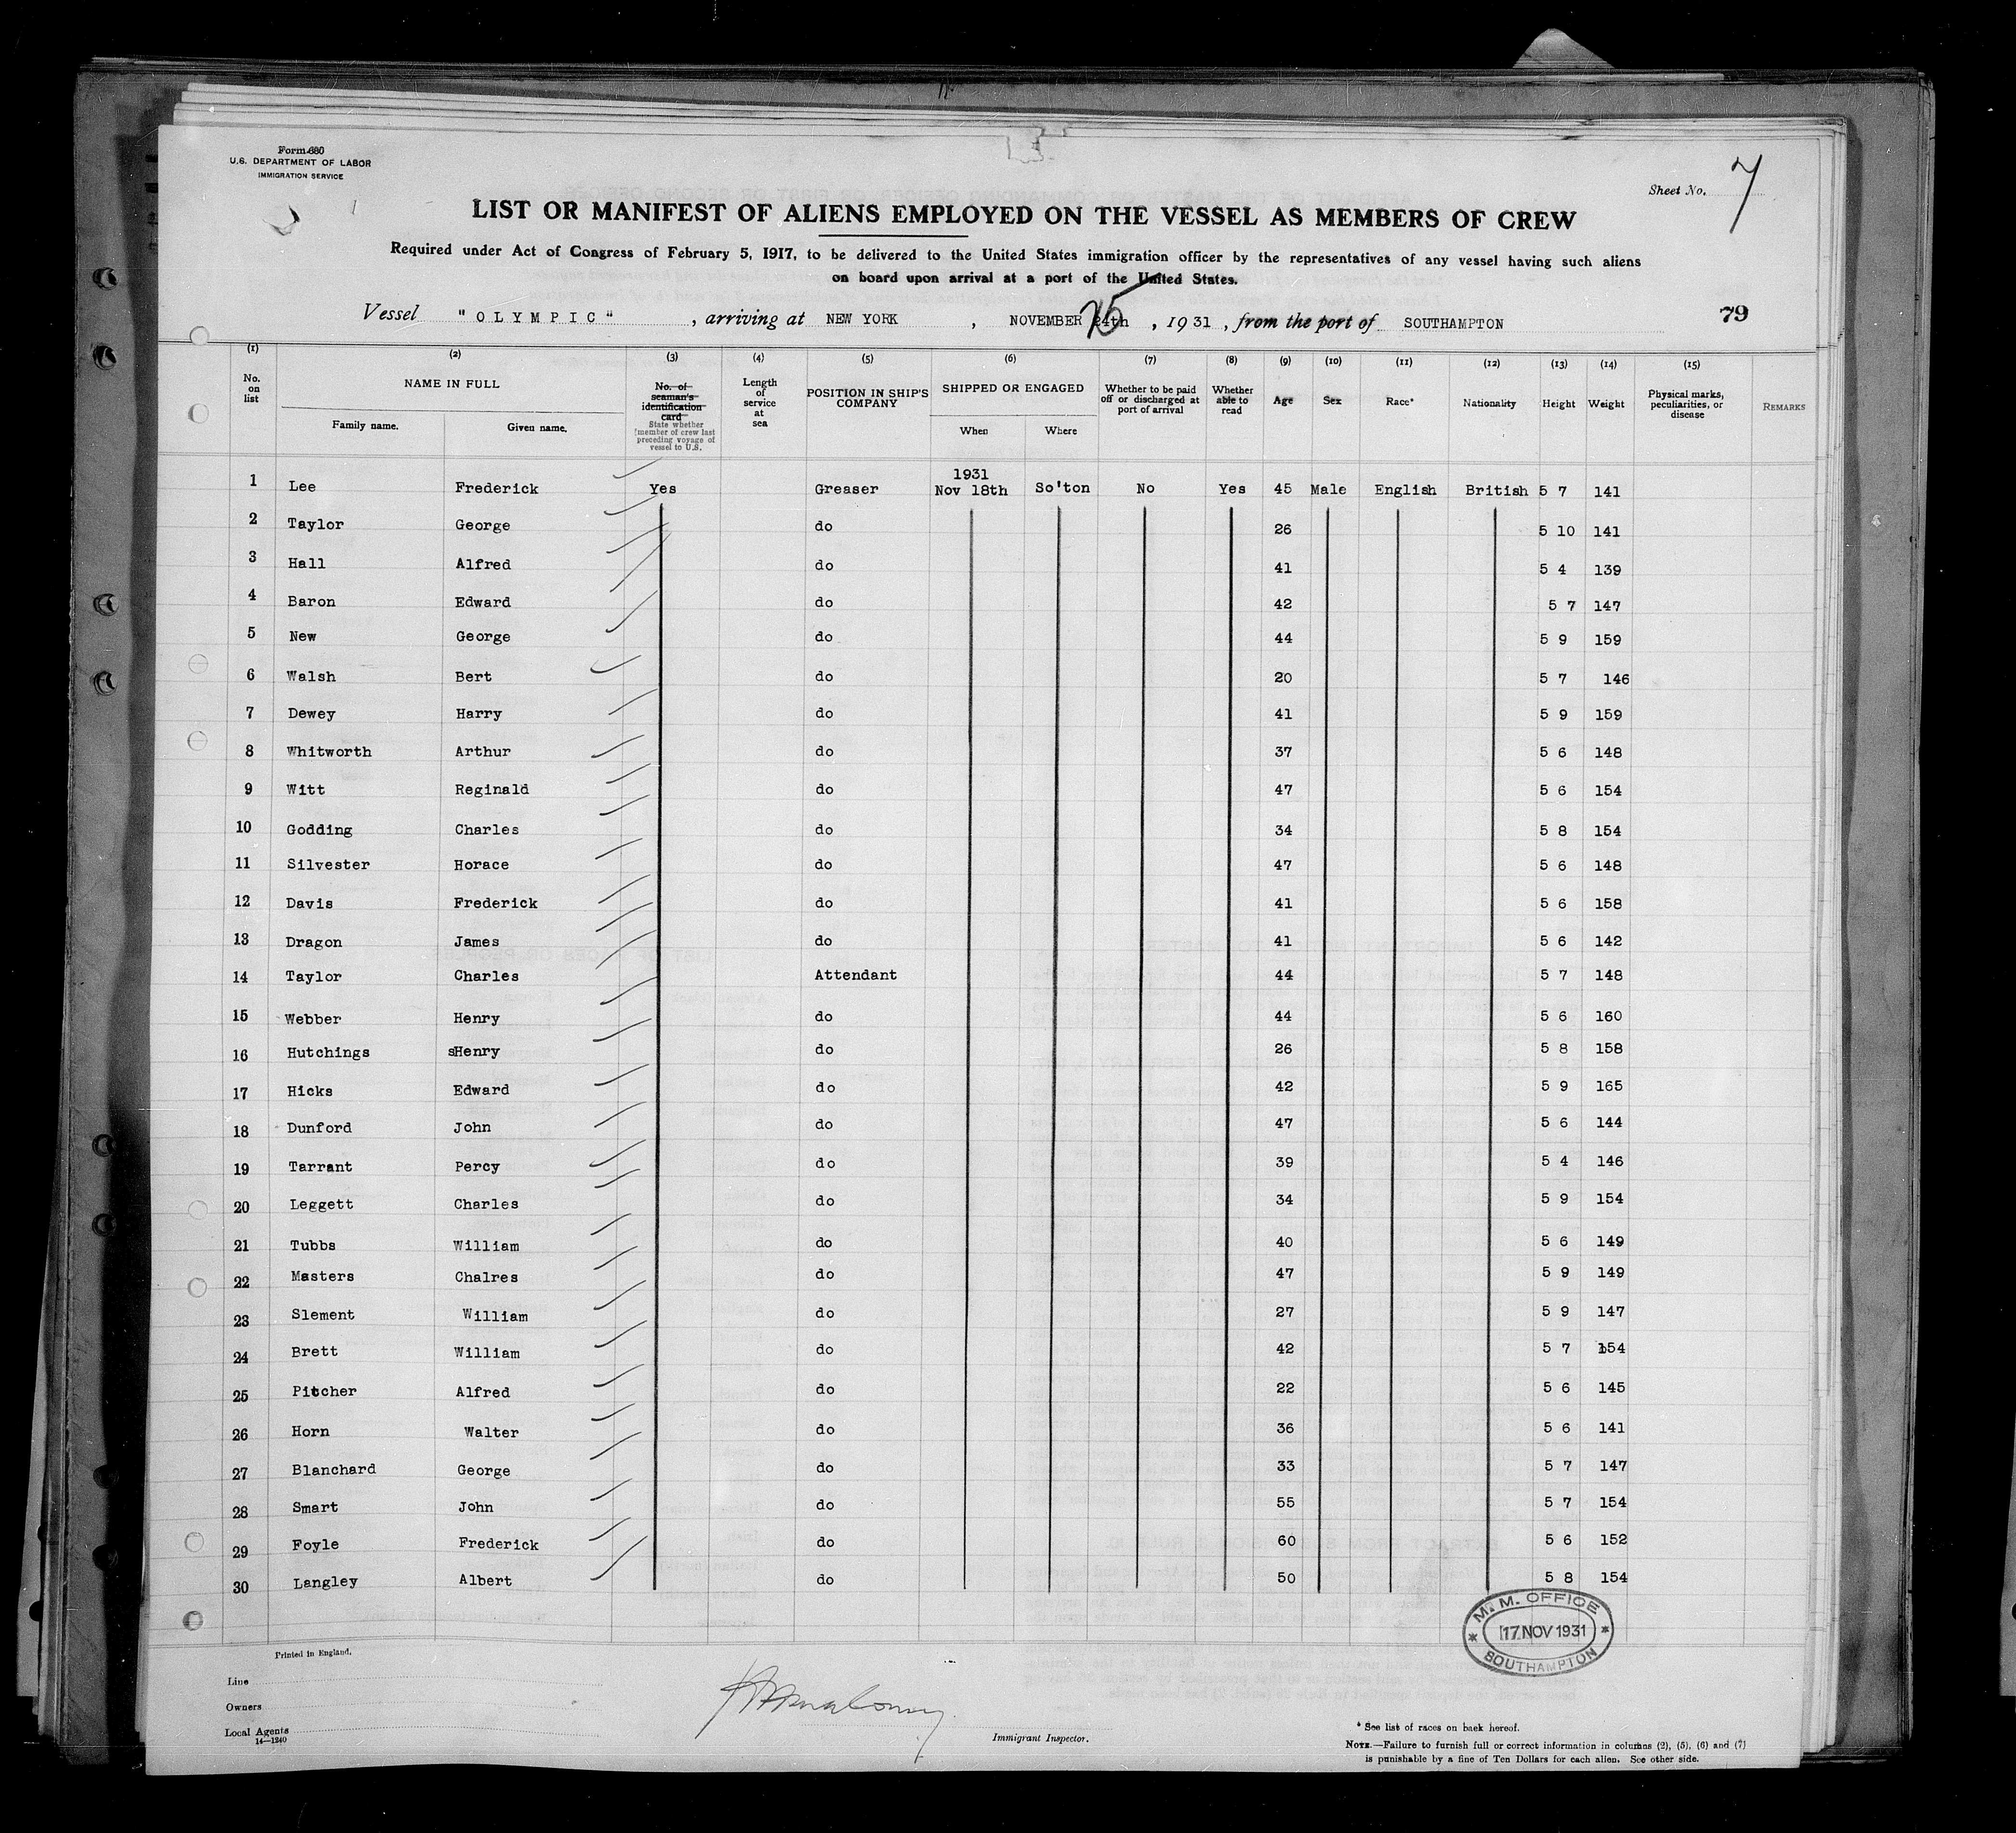 Form 680
U.S. DEPARTMENT OF LABOR
IMMIGRATION SERVICE
Sheet No. 7
LIST OR MANIFEST OF ALIENS EMPLOYED ON THE VESSEL AS MEMBERS OF CREW
Required under Act of Congress of February 5, 1917, to be delivered to the United States immigration officer by the representatives of any vessel having such aliens
on board upon arrival at a port of the United States.
Vessel "OLYMPIC", arriving at NEW YORK, NOVEMBER 24th 25, 1931, from the port of SOUTHAMPTON
79
(1) (2) (3) (4) (5) (6) (7) (8) (9) (10) (11) (12) (13) (14) (15)
No. on list NAME IN FULL Family name. Given name. No. of seaman's identification card State whether member of crew last preceding voyage of vessel to U.S. Length of service at sea POSITION IN SHIP'S COMPANY SHIPPED OR ENGAGED When Where Whether to be paid off or discharged at port of arrival Whether able to read Age Sex Race* Nationality Height Weight Physical marks, peculiarities, or disease REMARKS
1 Lee Frederick Yes Greaser 1931 Nov 18th So'ton No Yes 45 Male English British 5 7 141
2 Taylor George do 26 5 10 141
3 Hall Alfred do 41 5 4 139
4 Baron Edward do 42 5 7 147
5 New George do 44 5 9 159
6 Walsh Bert do 20 5 7 146
7 Dewey Harry do 41 5 9 159
8 Whitworth Arthur do 37 5 6 148
9 Witt Reginald do 47 5 6 154
10 Godding Charles do 34 5 8 154
11 Silvester Horace do 47 5 6 148
12 Davis Frederick do 41 5 6 158
13 Dragon James do 41 5 6 142
14 Taylor Charles Attendant 44 5 7 148
15 Webber Henry do 44 5 6 160
16 Hutchings sHenry do 26 5 8 158
17 Hicks Edward do 42 5 9 165
18 Dunford John do 47 5 6 144
19 Tarrant Percy do 39 5 4 146
20 Leggett Charles do 34 5 9 154
21 Tubbs William do 40 5 6 149
22 Masters Chalres do 47 5 9 149
23 Slement William do 27 5 9 147
24 Brett William do 42 5 7 154
25 Pitcher Alfred do 22 5 6 145
26 Horn Walter do 36 5 6 141
27 Blanchard George do 33 5 7 147
28 Smart John do 55 5 7 154
29 Foyle Frederick do 60 5 6 152
30 Langley Albert do 50 5 8 154
M. M. OFFICE
17 NOV 1931
SOUTHAMPTON
Printed in England.
Line
Owners
Local Agents
14—1240
Immigrant Inspector.
* See list of races on back hereof.
NOTE.—Failure to furnish full or correct information in columns (2), (5), (6) and (7)
is punishable by a fine of Ten Dollars for each alien. See other side.